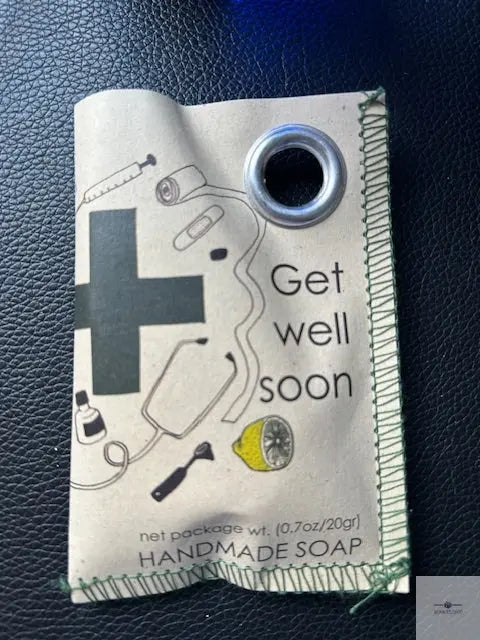 Get
well
soon
net package wt. (0.7oz/20gr)
HANDMADE SOAP